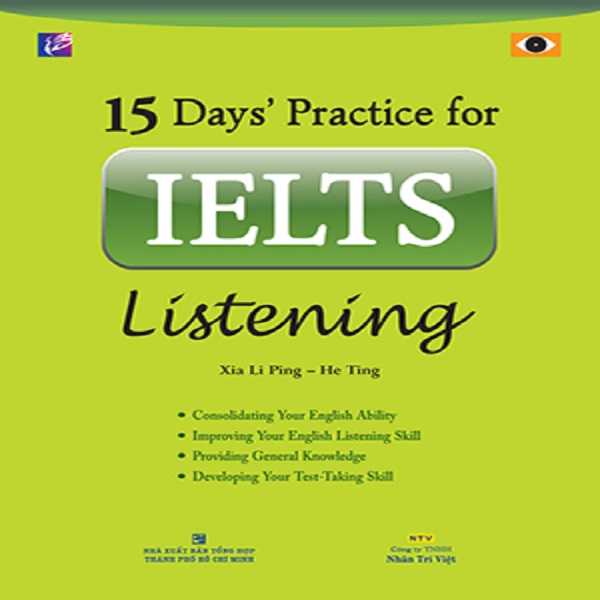 15 Days' Practice for
IELTS
Listening
Xia Li Ping – He Ting
• Consolidating Your English Ability
• Improving Your English Listening Skill
• Providing General Knowledge
• Developing Your Test-Taking Skill
NHÀ XUẤT BẢN TỔNG HỢP
THÀNH PHỐ HỒ CHÍ MINH
NTV
Công ty TNHH
Nhân Trí Việt